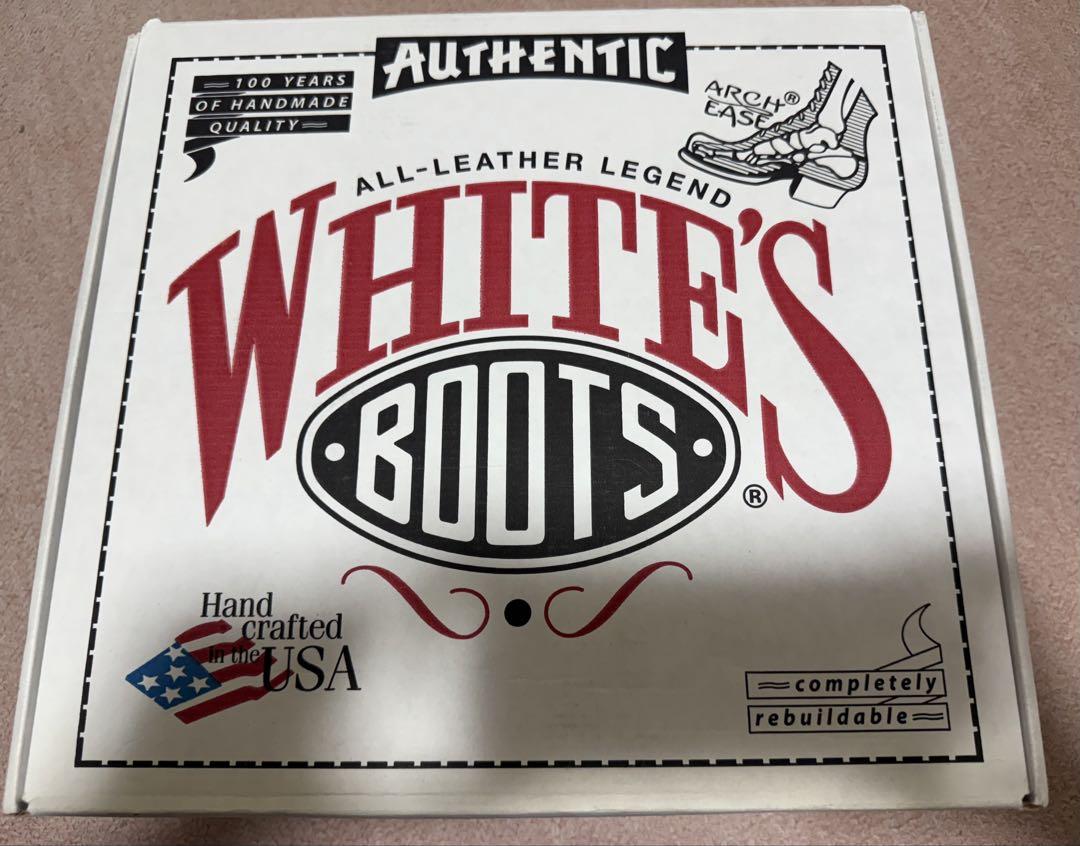 AUTHENTIC
100 YEARS
OF HANDMADE
QUALITY
ARCH®
EASE
ALL-LEATHER LEGEND
WHITE'S
BOOTS
®
Hand
crafted
in the
USA
completely
rebuildable